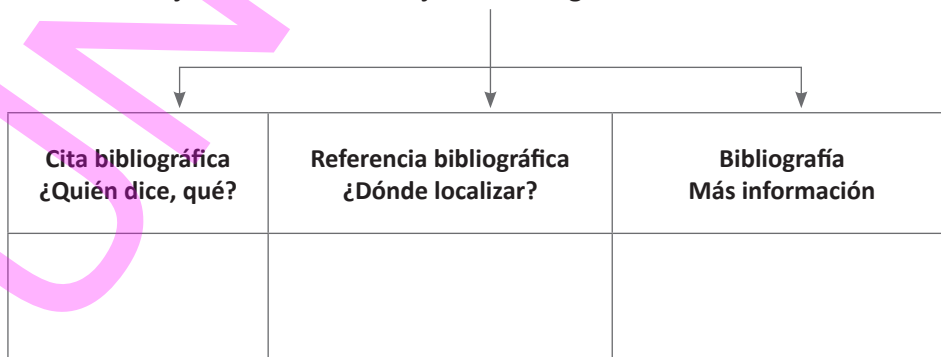 Cita bibliográfica
¿Quién dice, qué?
Referencia bibliográfica
¿Dónde localizar?
Bibliografía
Más información